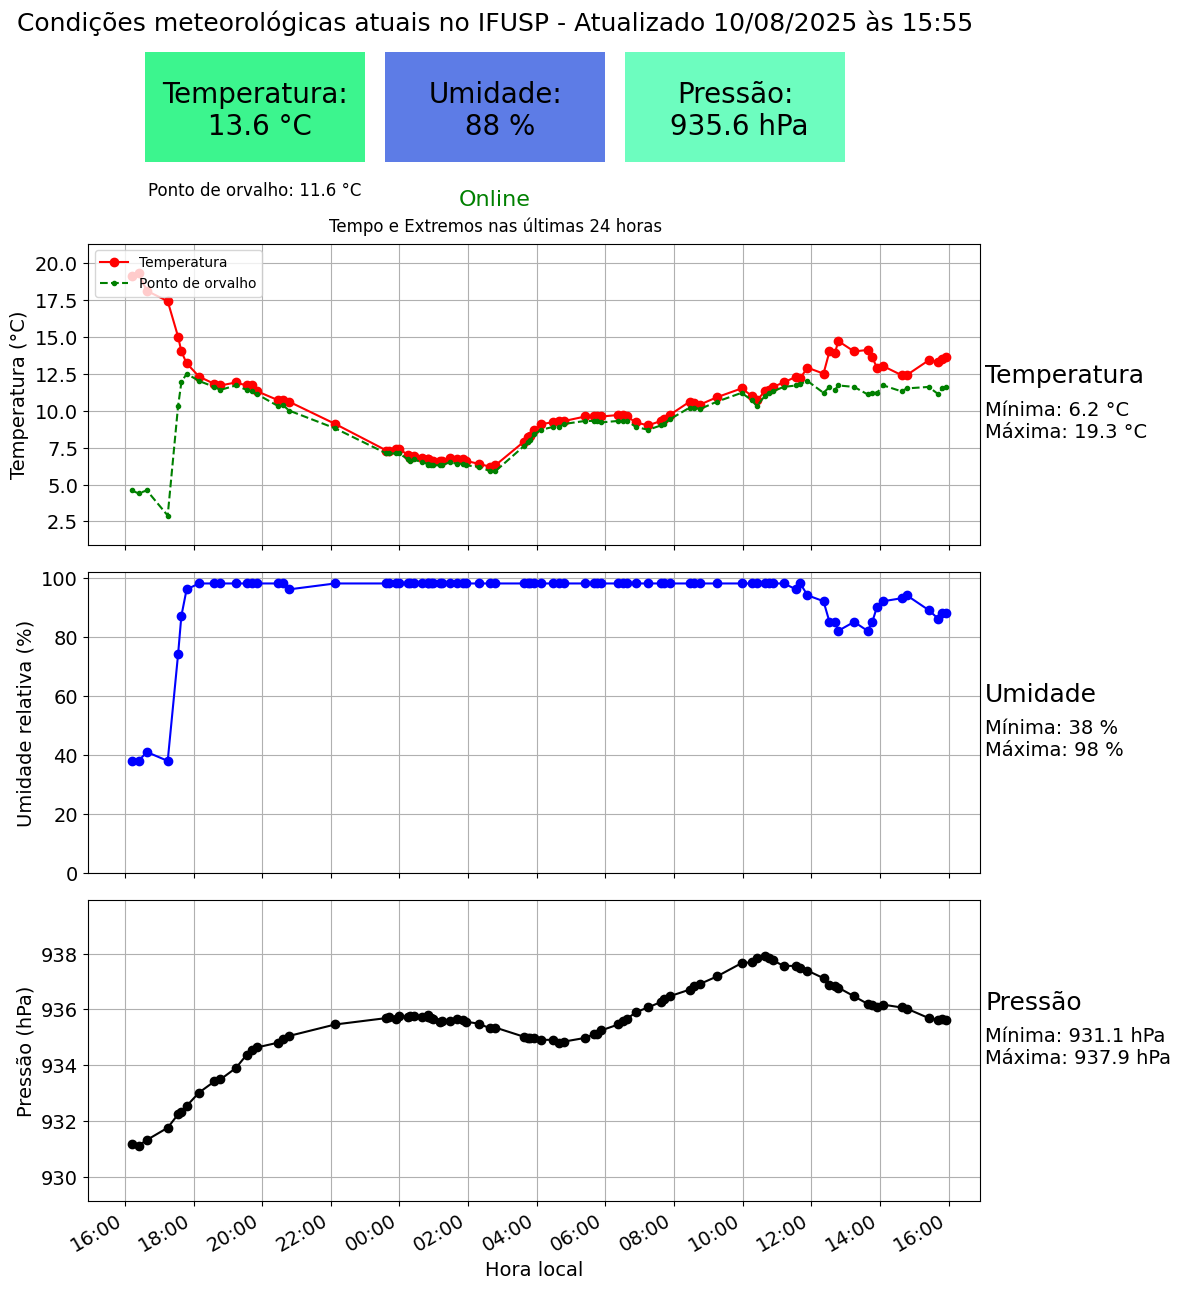 Condições meteorológicas atuais no IFUSP - Atualizado 10/08/2025 às 15:55
Temperatura:
13.6 °C
Umidade:
88 %
Pressão:
935.6 hPa
Ponto de orvalho: 11.6 °C
Online
Tempo e Extremos nas últimas 24 horas
Temperatura
Ponto de orvalho
20.0
17.5
15.0
12.5
10.0
7.5
5.0
2.5
Temperatura (°C)
Temperatura
Mínima: 6.2 °C
Máxima: 19.3 °C
100
80
60
40
20
0
Umidade relativa (%)
Umidade
Mínima: 38 %
Máxima: 98 %
938
936
934
932
930
Pressão (hPa)
Pressão
Mínima: 931.1 hPa
Máxima: 937.9 hPa
16:00
18:00
20:00
22:00
00:00
02:00
04:00
06:00
08:00
10:00
12:00
14:00
16:00
Hora local